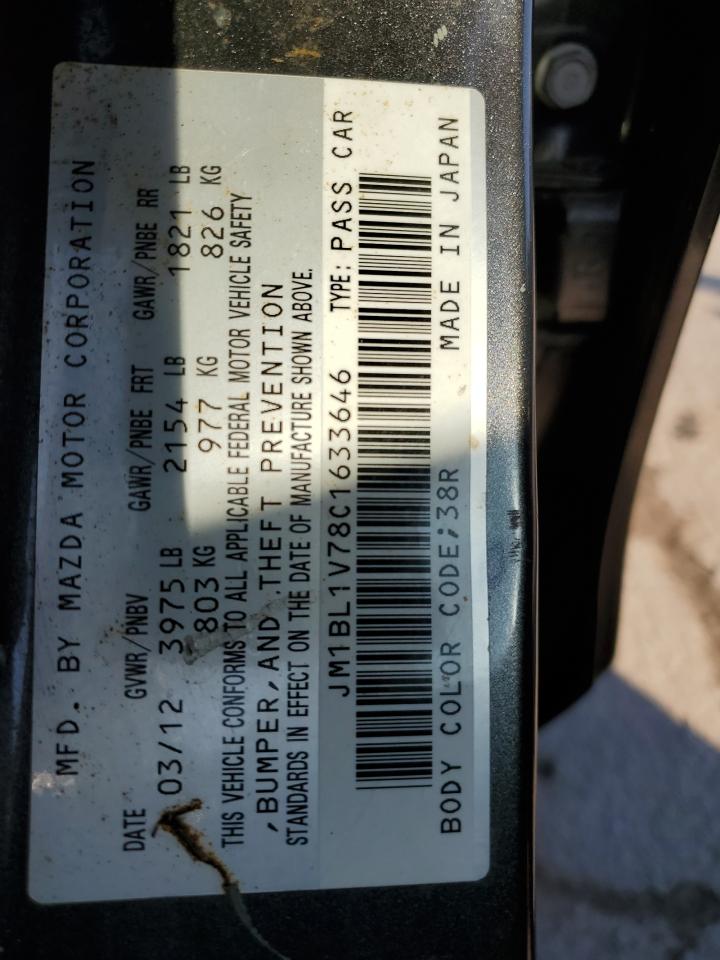 MFD. BY MAZDA MOTOR CORPORATION
DATE GVWR/PNBV GAWR/PNBE FRT GAWR/PNBE RR
03/12 3975 LB 2154 LB 1821 LB
803 KG 977 KG 826 KG
THIS VEHICLE CONFORMS TO ALL APPLICABLE FEDERAL MOTOR VEHICLE SAFETY
,BUMPER,AND THEFT PREVENTION
STANDARDS IN EFFECT ON THE DATE OF MANUFACTURE SHOWN ABOVE.
JM1BL1V78C1633646 TYPE: PASS CAR
BODY COLOR CODE;38R MADE IN JAPAN